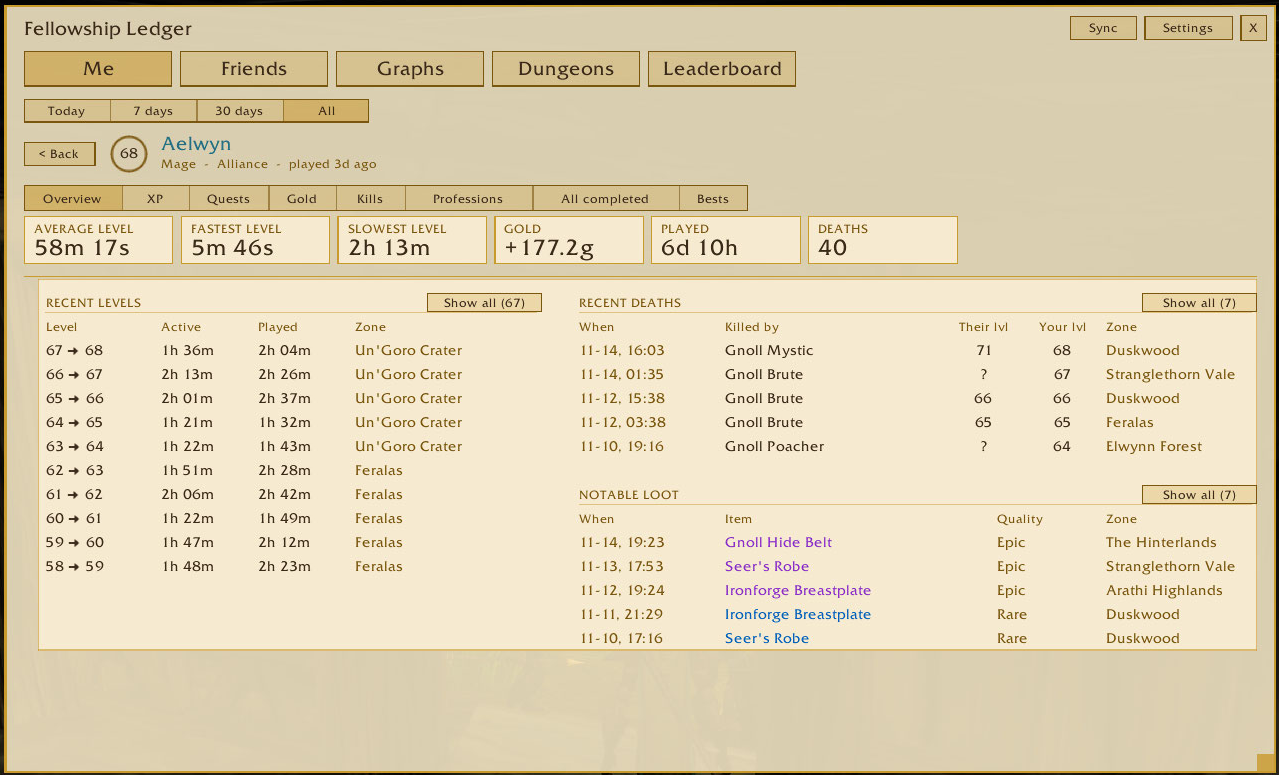 Fellowship Ledger
Sync Settings X
Me Friends Graphs Dungeons Leaderboard
Today 7 days 30 days All
< Back 68 Aelwyn
Mage - Alliance - played 3d ago
Overview XP Quests Gold Kills Professions All completed Bests
AVERAGE LEVEL FASTEST LEVEL SLOWEST LEVEL GOLD PLAYED DEATHS
58m 17s 5m 46s 2h 13m +177.2g 6d 10h 40
RECENT LEVELS Show all (67)
Level Active Played Zone
67 → 68 1h 36m 2h 04m Un'Goro Crater
66 → 67 2h 13m 2h 26m Un'Goro Crater
65 → 66 2h 01m 2h 37m Un'Goro Crater
64 → 65 1h 21m 1h 32m Un'Goro Crater
63 → 64 1h 22m 1h 43m Un'Goro Crater
62 → 63 1h 51m 2h 28m Feralas
61 → 62 2h 06m 2h 42m Feralas
60 → 61 1h 22m 1h 49m Feralas
59 → 60 1h 47m 2h 12m Feralas
58 → 59 1h 48m 2h 23m Feralas
RECENT DEATHS Show all (7)
When Killed by Their lvl Your lvl Zone
11-14, 16:03 Gnoll Mystic 71 68 Duskwood
11-14, 01:35 Gnoll Brute ? 67 Stranglethorn Vale
11-12, 15:38 Gnoll Brute 66 66 Duskwood
11-12, 03:38 Gnoll Brute 65 65 Feralas
11-10, 19:16 Gnoll Poacher ? 64 Elwynn Forest
NOTABLE LOOT Show all (7)
When Item Quality Zone
11-14, 19:23 Gnoll Hide Belt Epic The Hinterlands
11-13, 17:53 Seer's Robe Epic Stranglethorn Vale
11-12, 19:24 Ironforge Breastplate Epic Arathi Highlands
11-11, 21:29 Ironforge Breastplate Rare Duskwood
11-10, 17:16 Seer's Robe Rare Duskwood